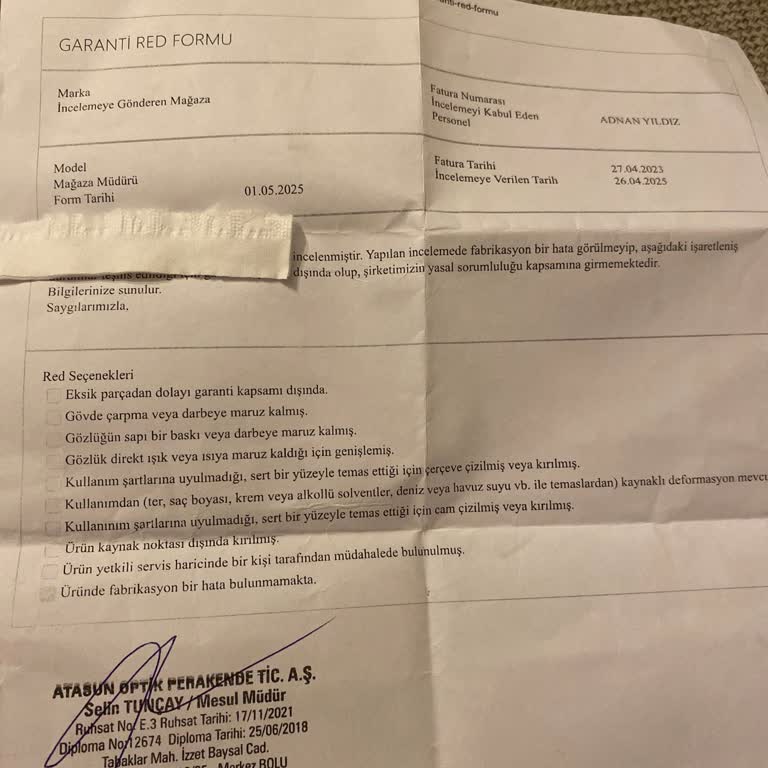 -red-formu
GARANTİ RED FORMU
Marka
İncelemeye Gönderen Mağaza
Fatura Numarası
İncelemeyi Kabul Eden
Personel
ADNAN YILDIZ
Model
Mağaza Müdürü
Form Tarihi
01.05.2025
Fatura Tarihi
27.04.2023
İncelemeye Verilen Tarih
26.04.2025
incelenmiştir. Yapılan incelemede fabrikasyon bir hata görülmeyip, aşağıdaki işaretleniş
dışında olup, şirketimizin yasal sorumluluğu kapsamına girmemektedir.
Bilgilerinize sunulur.
Saygılarımızla,
Red Seçenekleri
Eksik parçadan dolayı garanti kapsamı dışında.
Gövde çarpma veya darbeye maruz kalmış.
Gözlüğün sapı bir baskı veya darbeye maruz kalmış.
Gözlük direkt ışık veya ısıya maruz kaldığı için genişlemiş.
Kullanım şartlarına uyulmadığı, sert bir yüzeyle temas ettiği için çerçeve çizilmiş veya kırılmış.
Kullanımdan (ter, saç boyası, krem veya alkollü solventler, deniz veya havuz suyu vb. ile temaslardan) kaynaklı deformasyon mevcu
Kullanınım şartlarına uyulmadığı, sert bir yüzeyle temas ettiği için cam çizilmiş veya kırılmış.
Ürün kaynak noktası dışında kırılmış.
Ürün yetkili servis haricinde bir kişi tarafından müdahalede bulunulmuş.
Üründe fabrikasyon bir hata bulunmamakta.
ATASUN OPTİK PERAKENDE TİC. A.Ş.
Selin TUNÇAY / Mesul Müdür
Ruhsat No: E.3 Ruhsat Tarihi: 17/11/2021
Diploma No: 12674 Diploma Tarihi: 25/06/2018
Tabaklar Mah. İzzet Baysal Cad.
Merkez BOLU